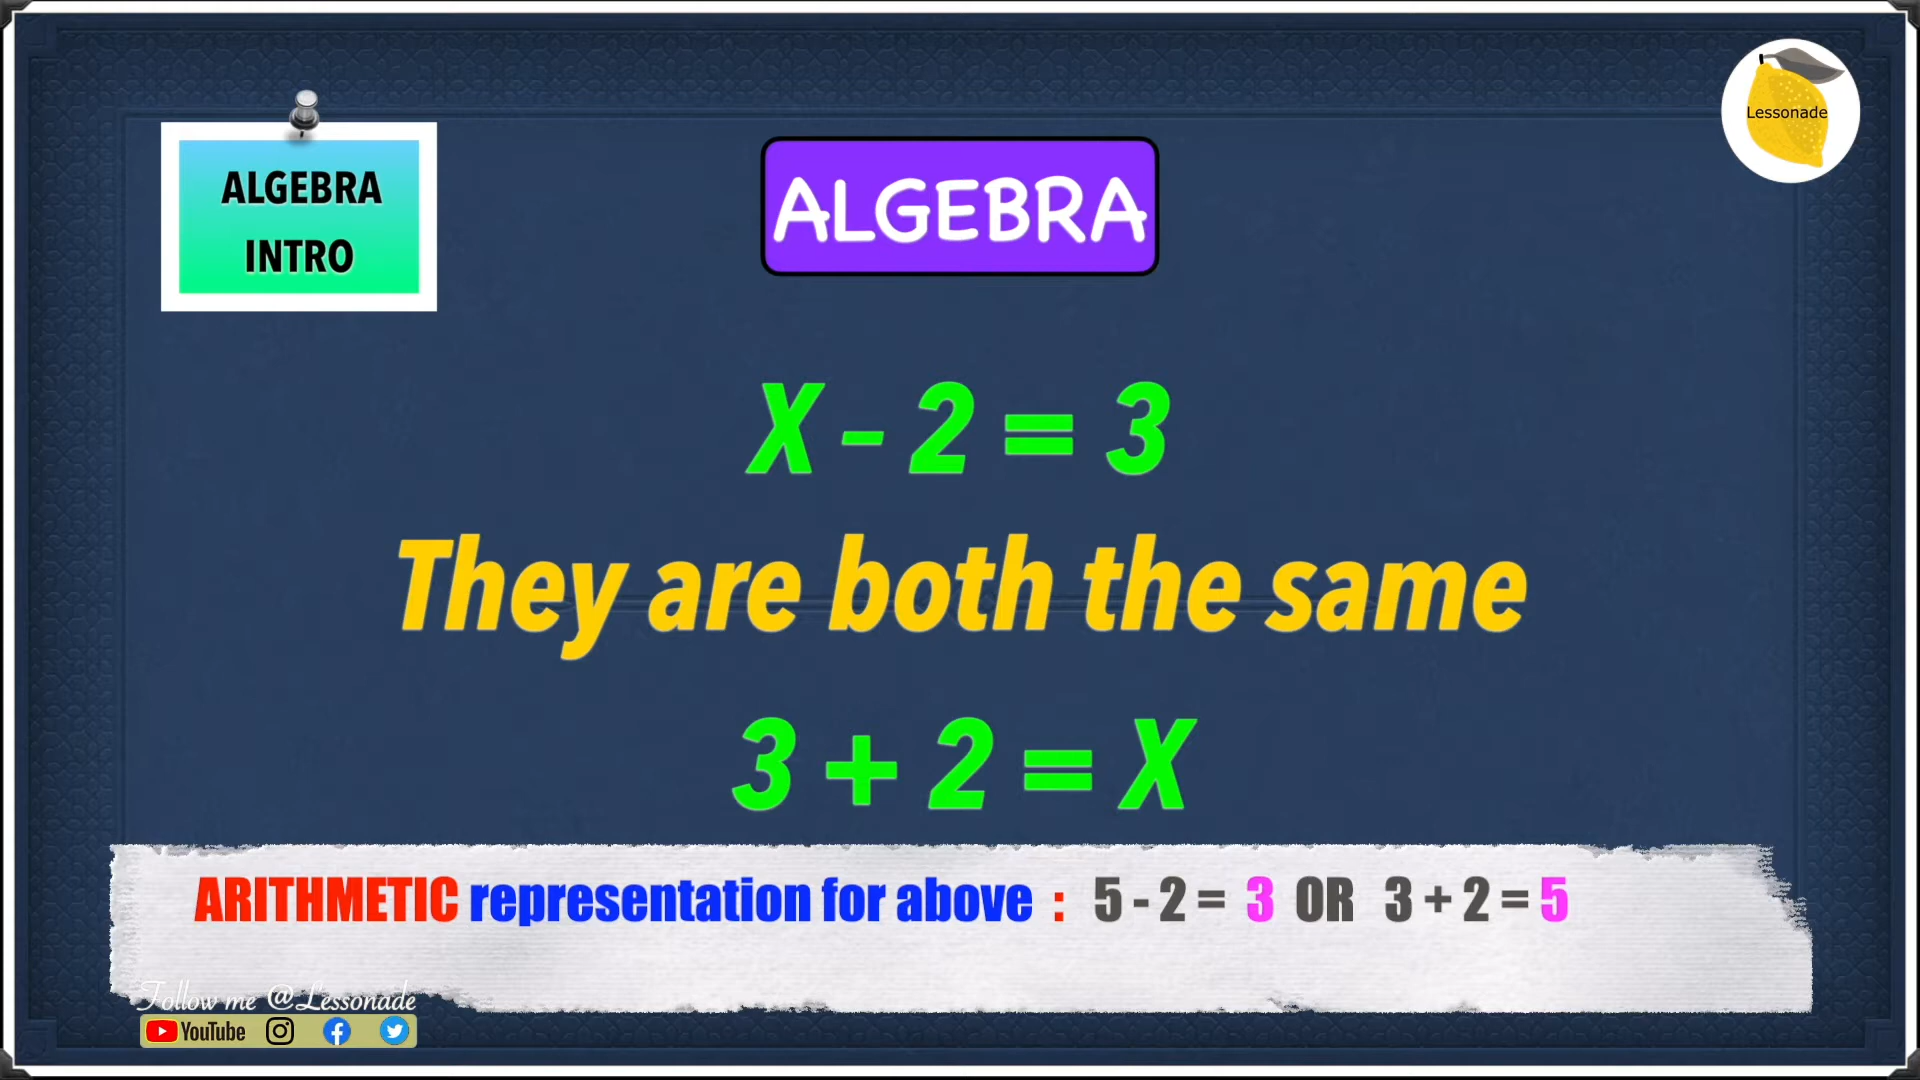 Lessonade
ALGEBRA
INTRO
ALGEBRA
X - 2 = 3
They are both the same
3 + 2 = X
ARITHMETIC representation for above : 5 - 2 = 3 OR 3 + 2 = 5
Follow me @Lessonade
YouTube